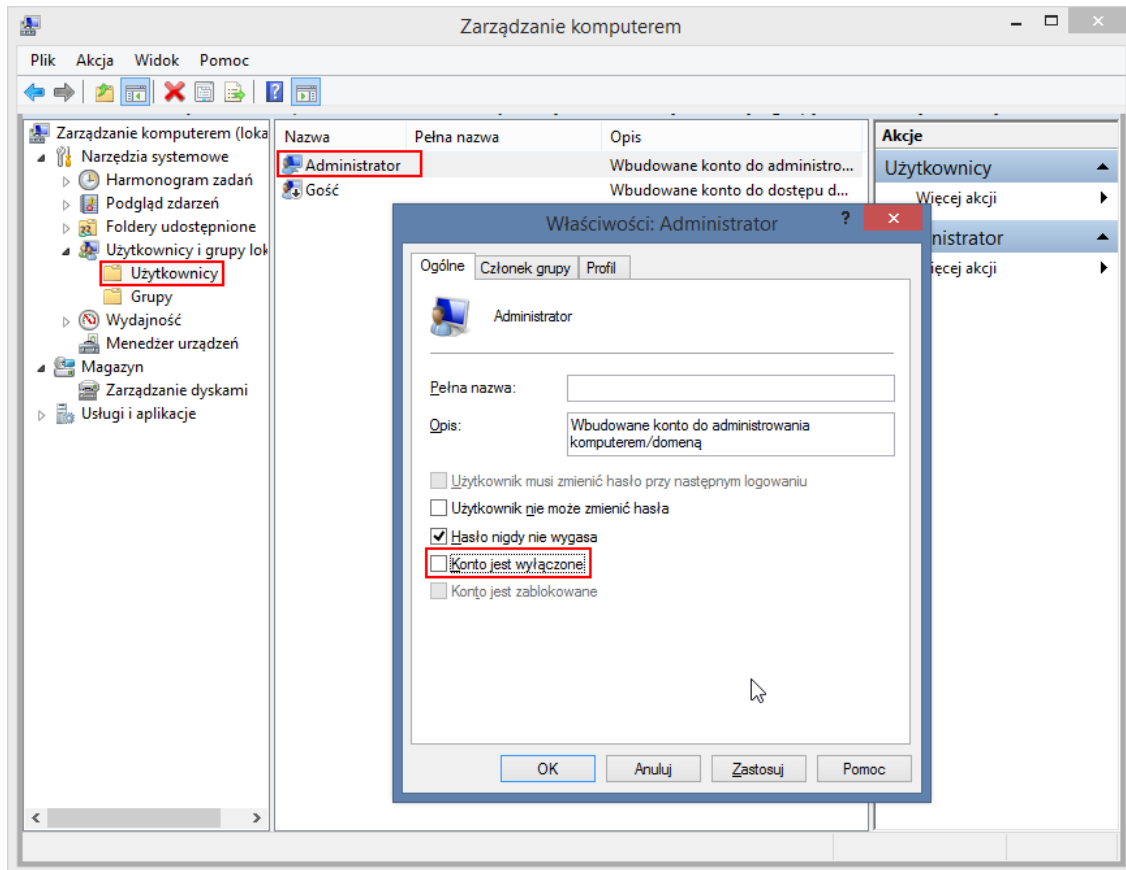 Zarządzanie komputerem
Plik Akcja Widok Pomoc
Zarządzanie komputerem (loka
Narzędzia systemowe
Harmonogram zadań
Podgląd zdarzeń
Foldery udostępnione
Użytkownicy i grupy lok
Użytkownicy
Grupy
Wydajność
Menedżer urządzeń
Magazyn
Zarządzanie dyskami
Usługi i aplikacje
Nazwa Pełna nazwa Opis
Administrator Wbudowane konto do administro...
Gość Wbudowane konto do dostępu d...
Akcje
Użytkownicy
Więcej akcji
nistrator
ięcej akcji
Właściwości: Administrator ?
Ogólne Członek grupy Profil
Administrator
Pełna nazwa:
Opis: Wbudowane konto do administrowania
komputerem/domeną
Użytkownik musi zmienić hasło przy następnym logowaniu
Użytkownik nie może zmienić hasła
Hasło nigdy nie wygasa
Konto jest wyłączone
Konto jest zablokowane
OK Anuluj Zastosuj Pomoc